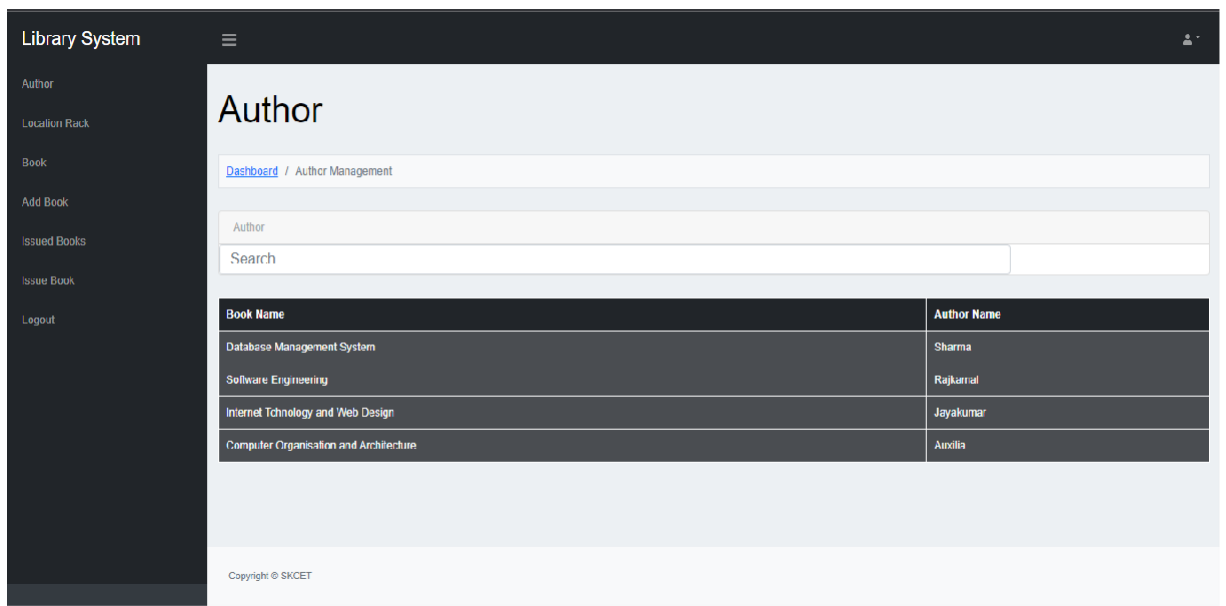 Library System
Author
Location Rack
Book
Add Book
Issued Books
Issue Book
Logout
Author
Dashboard / Author Management
Author
Search
Book Name Author Name
Database Management System Sharma
Software Engineering Rajkamal
Internet Tchnology and Web Design Jayakumar
Computer Organisation and Architecture Auxilia
Copyright © SKCET